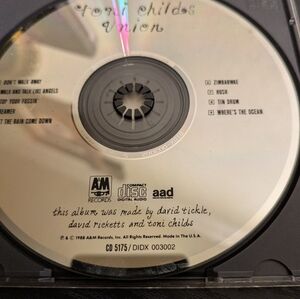 toni childs
Union
DON'T WALK AWAY
WALK AND TALK LIKE ANGELS
STOP YOUR FUSSIN'
DREAMER
LET THE RAIN COME DOWN
ZIMBABWAE
HUSH
TIN DRUM
WHERE'S THE OCEAN
A&M
RECORDS
COMPACT
disc
DIGITAL AUDIO
aad
this album was made by david tickle,
david ricketts and toni childs
℗ & © 1988 A&M Records, Inc. All Rights Reserved. Made In The U.S.A.
CD 5175/DIDX 003002